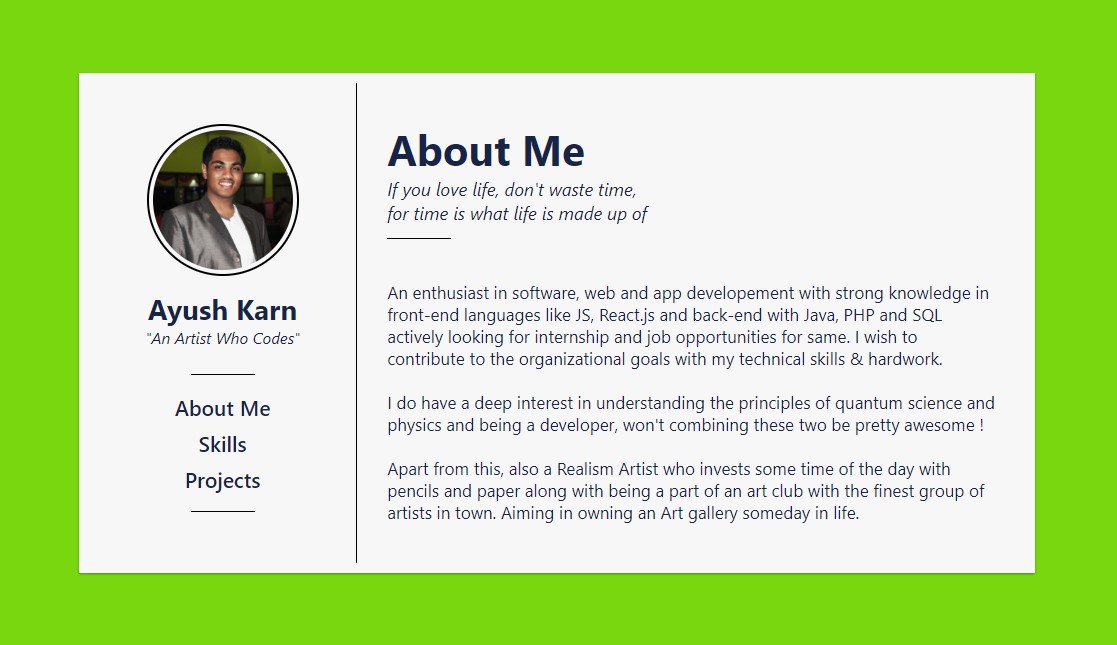 Ayush Karn
"An Artist Who Codes"
About Me
Skills
Projects
About Me
If you love life, don't waste time,
for time is what life is made up of
An enthusiast in software, web and app developement with strong knowledge in
front-end languages like JS, React.js and back-end with Java, PHP and SQL
actively looking for internship and job opportunities for same. I wish to
contribute to the organizational goals with my technical skills & hardwork.
I do have a deep interest in understanding the principles of quantum science and
physics and being a developer, won't combining these two be pretty awesome !
Apart from this, also a Realism Artist who invests some time of the day with
pencils and paper along with being a part of an art club with the finest group of
artists in town. Aiming in owning an Art gallery someday in life.